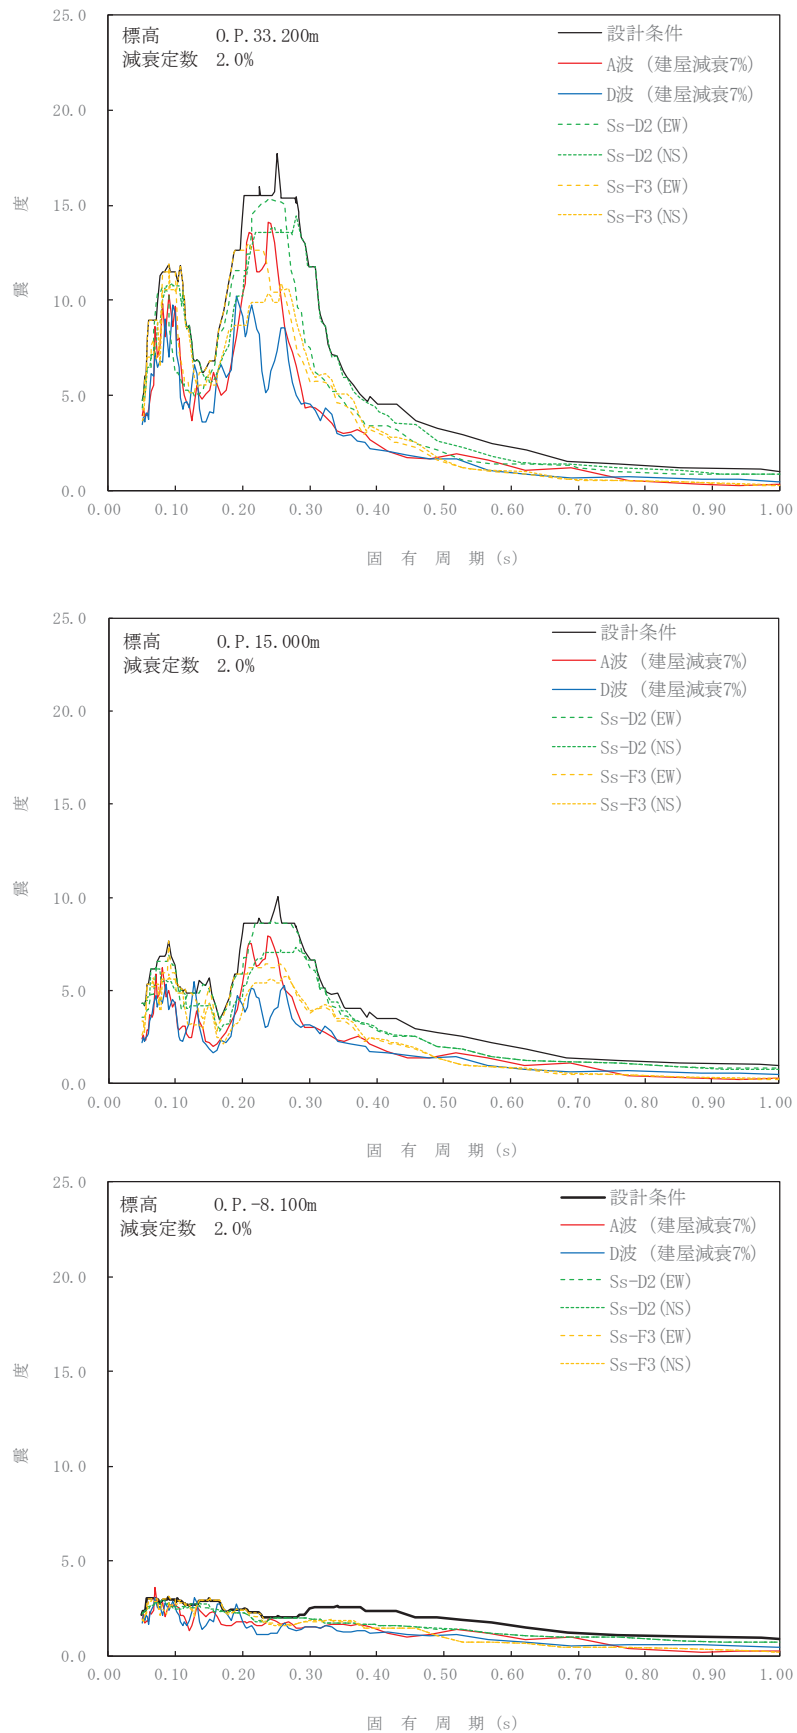 25.0
標高 O.P.33.200m
減衰定数 2.0%
設計条件
A波 (建屋減衰7%)
D波 (建屋減衰7%)
Ss-D2(EW)
Ss-D2(NS)
Ss-F3(EW)
Ss-F3(NS)
20.0
15.0
10.0
5.0
0.0
震 度
0.00 0.10 0.20 0.30 0.40 0.50 0.60 0.70 0.80 0.90 1.00
固 有 周 期(s)
25.0
標高 O.P.15.000m
減衰定数 2.0%
設計条件
A波 (建屋減衰7%)
D波 (建屋減衰7%)
Ss-D2(EW)
Ss-D2(NS)
Ss-F3(EW)
Ss-F3(NS)
20.0
15.0
10.0
5.0
0.0
震 度
0.00 0.10 0.20 0.30 0.40 0.50 0.60 0.70 0.80 0.90 1.00
固 有 周 期 (s)
25.0
標高 O.P.-8.100m
減衰定数 2.0%
設計条件
A波 (建屋減衰7%)
D波 (建屋減衰7%)
Ss-D2(EW)
Ss-D2(NS)
Ss-F3(EW)
Ss-F3(NS)
20.0
15.0
10.0
5.0
0.0
震 度
0.00 0.10 0.20 0.30 0.40 0.50 0.60 0.70 0.80 0.90 1.00
固 有 周 期(s)